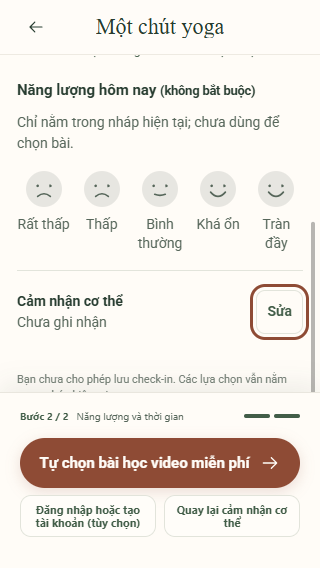 Một chút yoga
Năng lượng hôm nay (không bắt buộc)
Chỉ nằm trong nháp hiện tại; chưa dùng để
chọn bài.
Rất thấp
Thấp
Bình
thường
Khá ổn
Tràn
đầy
Cảm nhận cơ thể
Chưa ghi nhận
Sửa
Bạn chưa cho phép lưu check-in. Các lựa chọn vẫn nằm
Bước 2 / 2 Năng lượng và thời gian
Tự chọn bài học video miễn phí
Đăng nhập hoặc tạo
tài khoản (tùy chọn)
Quay lại cảm nhận cơ
thể